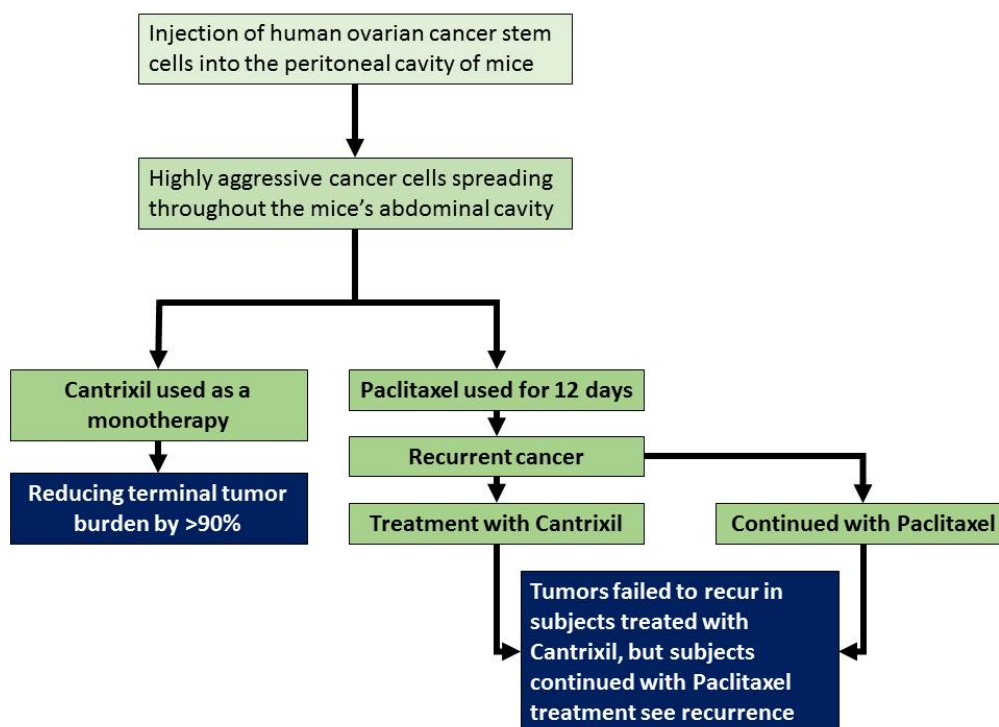 Injection of human ovarian cancer stem
cells into the peritoneal cavity of mice
Highly aggressive cancer cells spreading
throughout the mice's abdominal cavity
Cantrixil used as a
monotherapy
Reducing terminal tumor
burden by >90%
Paclitaxel used for 12 days
Recurrent cancer
Treatment with Cantrixil
Continued with Paclitaxel
Tumors failed to recur in
subjects treated with
Cantrixil, but subjects
continued with Paclitaxel
treatment see recurrence